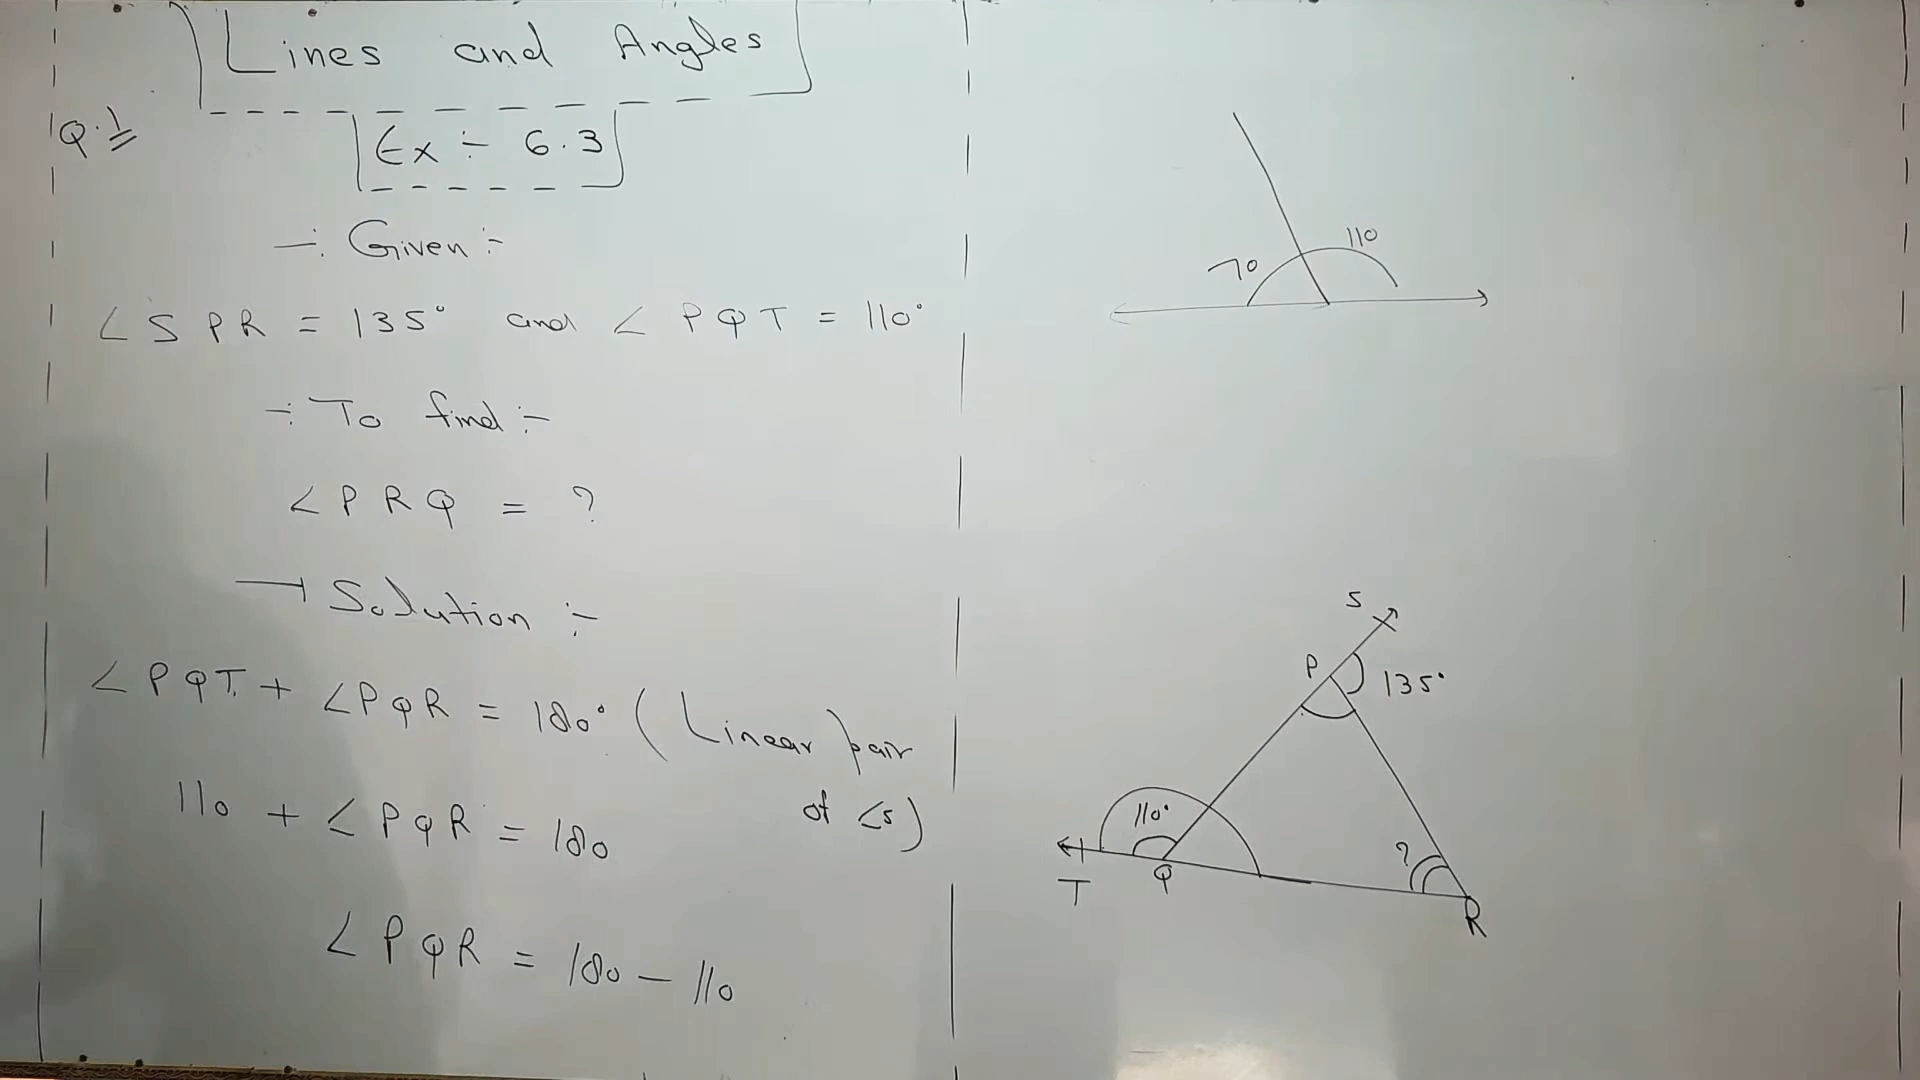 Lines and Angles
Q.1
Ex ÷ 6.3
÷ Given :-
∠SPR = 135° and ∠PQT = 110°
÷ To find :-
∠PRQ = ?
→ Solution :-
∠PQT + ∠PQR = 180° (Linear pair
of ∠s)
110 + ∠PQR = 180
∠PQR = 180 - 110
70
110
S
P
135°
110°
T
Q
?
R